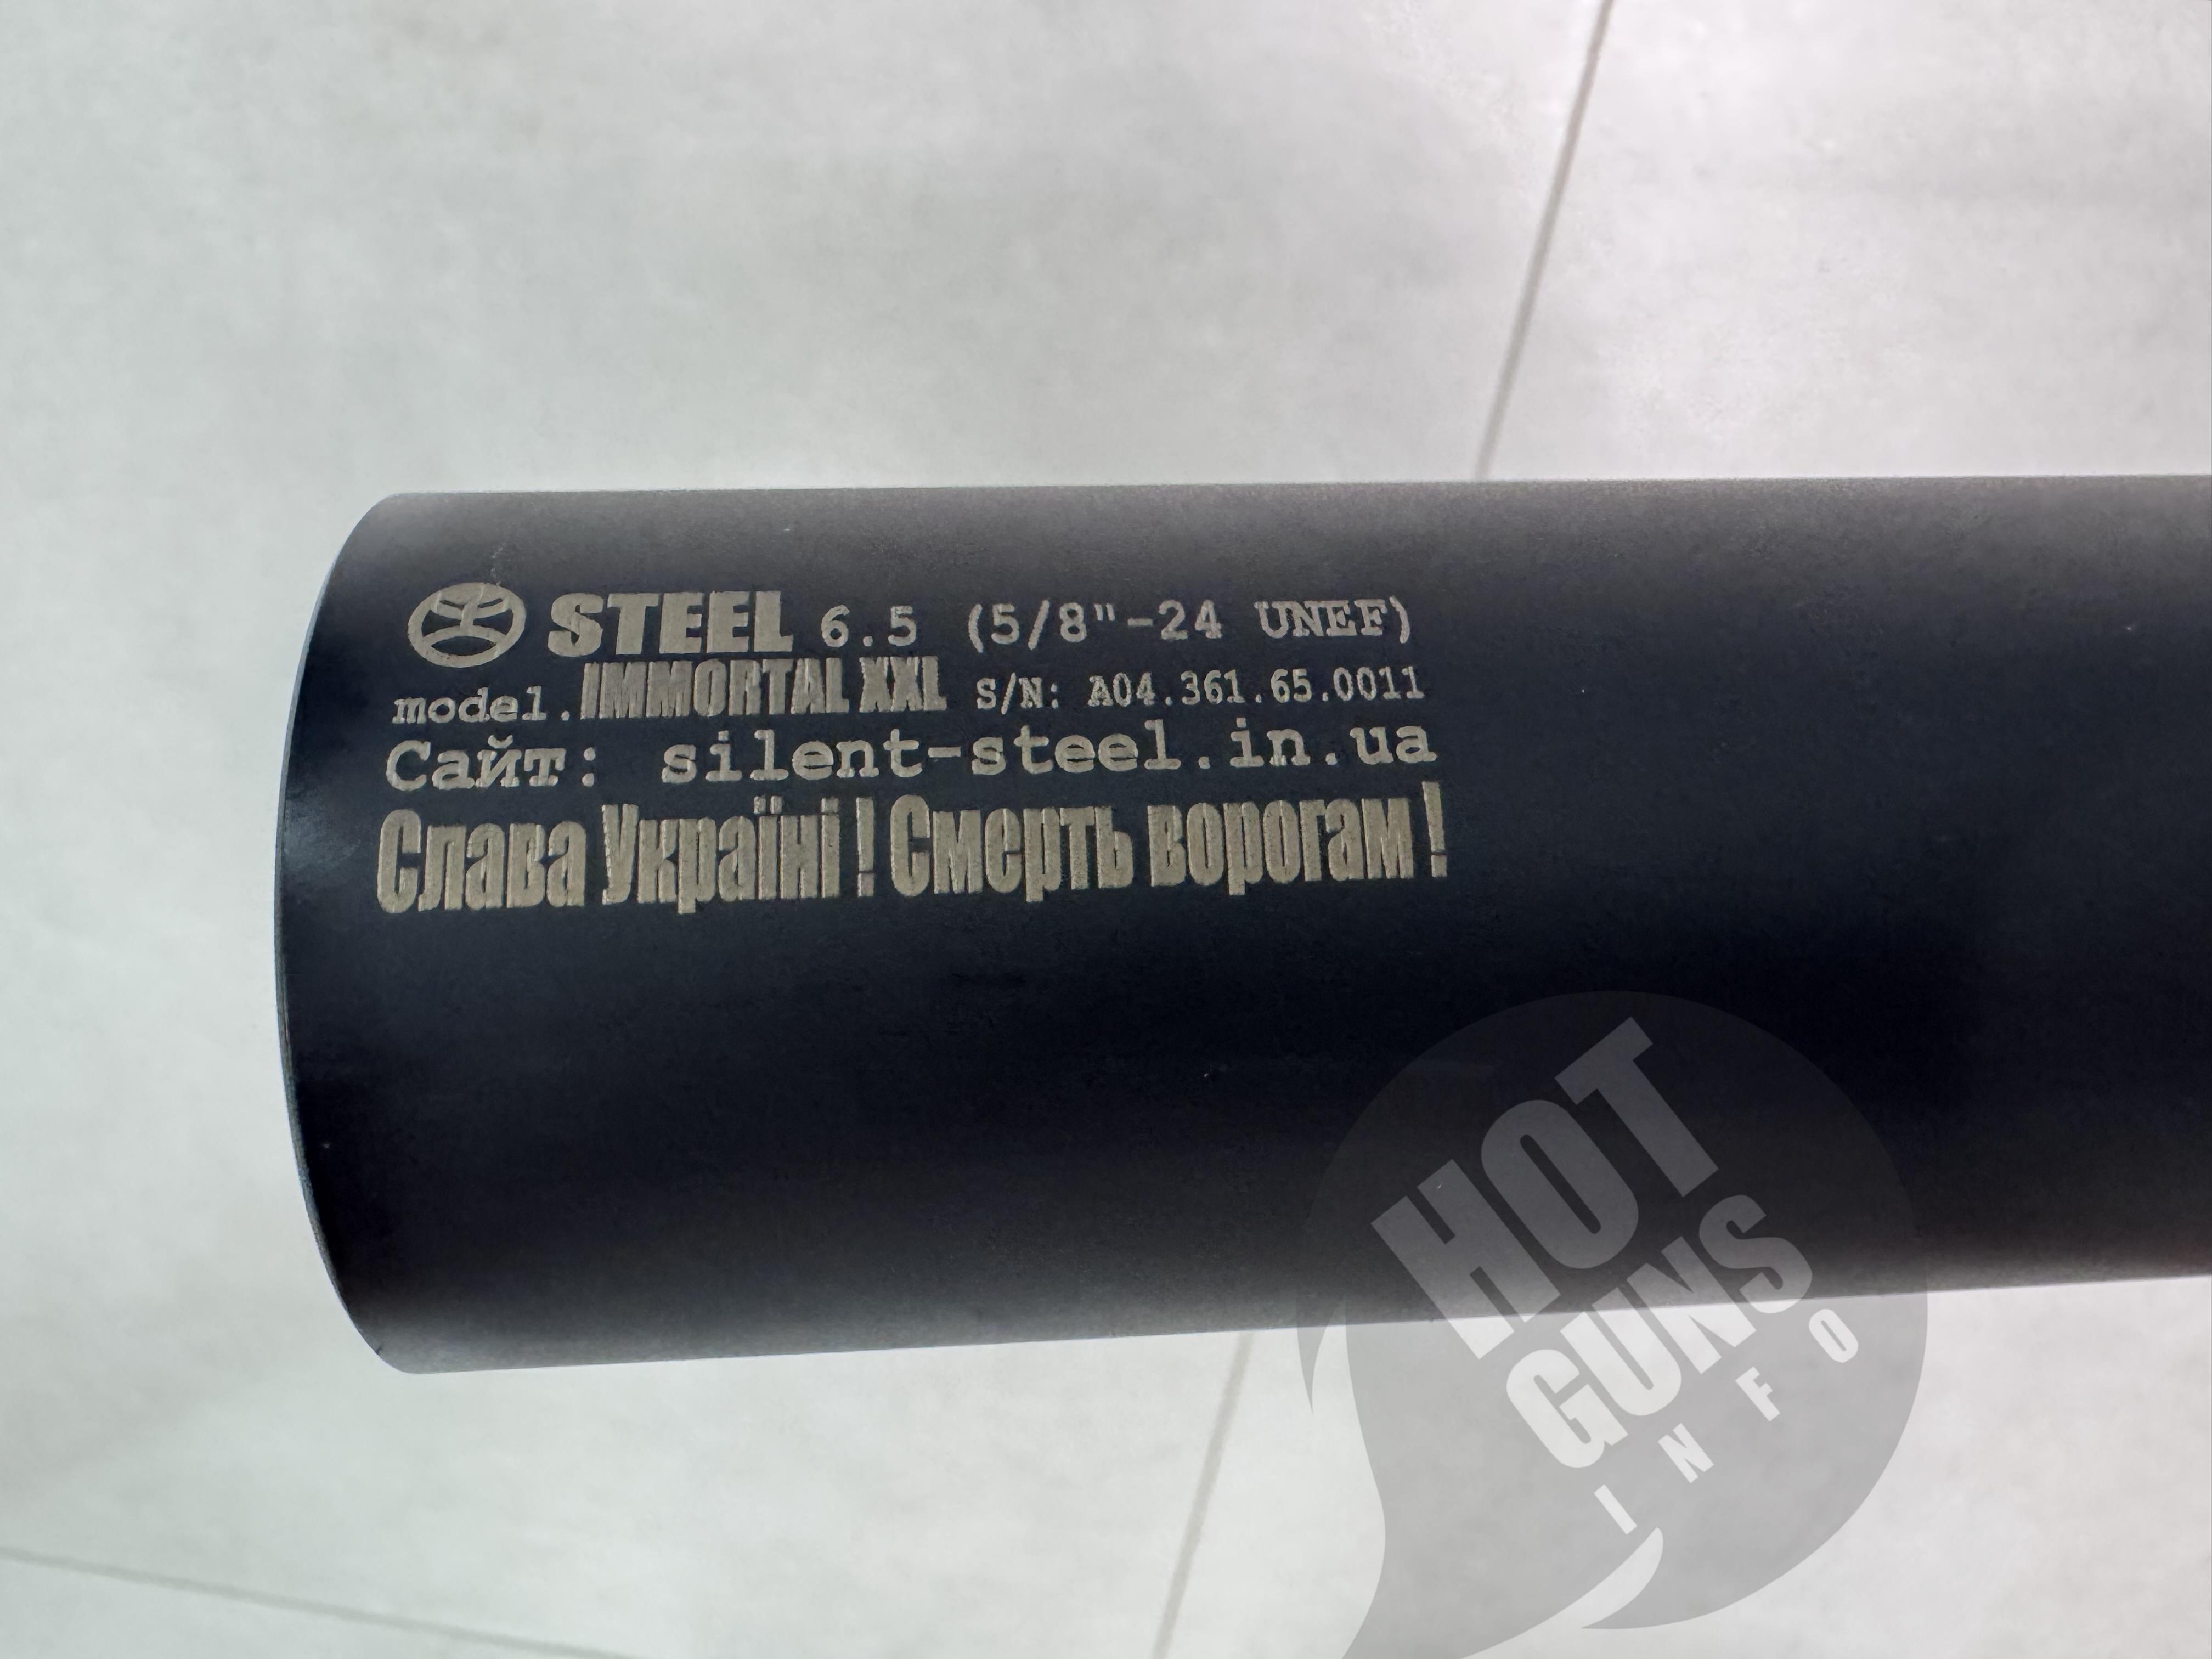 STEEL 6.5 (5/8"-24 UNEF)
model.IMMORTAL XXL S/N: A04.361.65.0011
Сайт: silent-steel.in.ua
Слава Україні ! Смерть ворогам !
HOT
GUNS
INFO